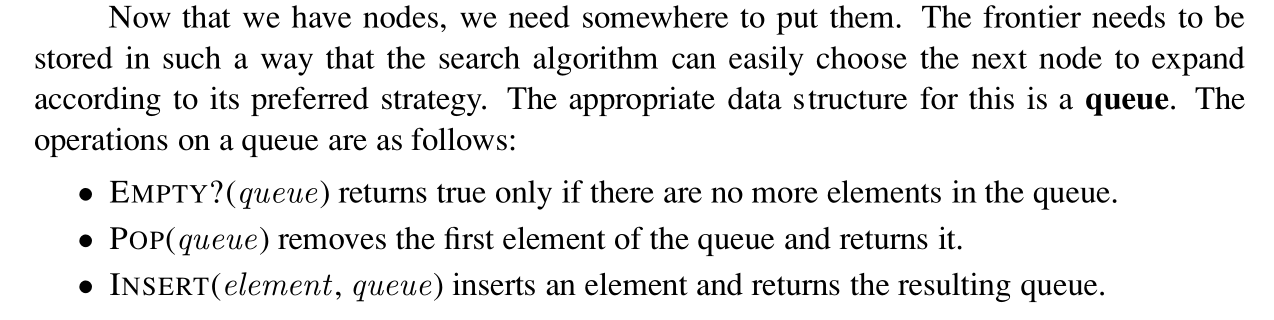 Now that we have nodes, we need somewhere to put them. The frontier needs to be
stored in such a way that the search algorithm can easily choose the next node to expand
according to its preferred strategy. The appropriate data structure for this is a queue. The
operations on a queue are as follows:
• EMPTY?(queue) returns true only if there are no more elements in the queue.
• POP(queue) removes the first element of the queue and returns it.
• INSERT(element, queue) inserts an element and returns the resulting queue.